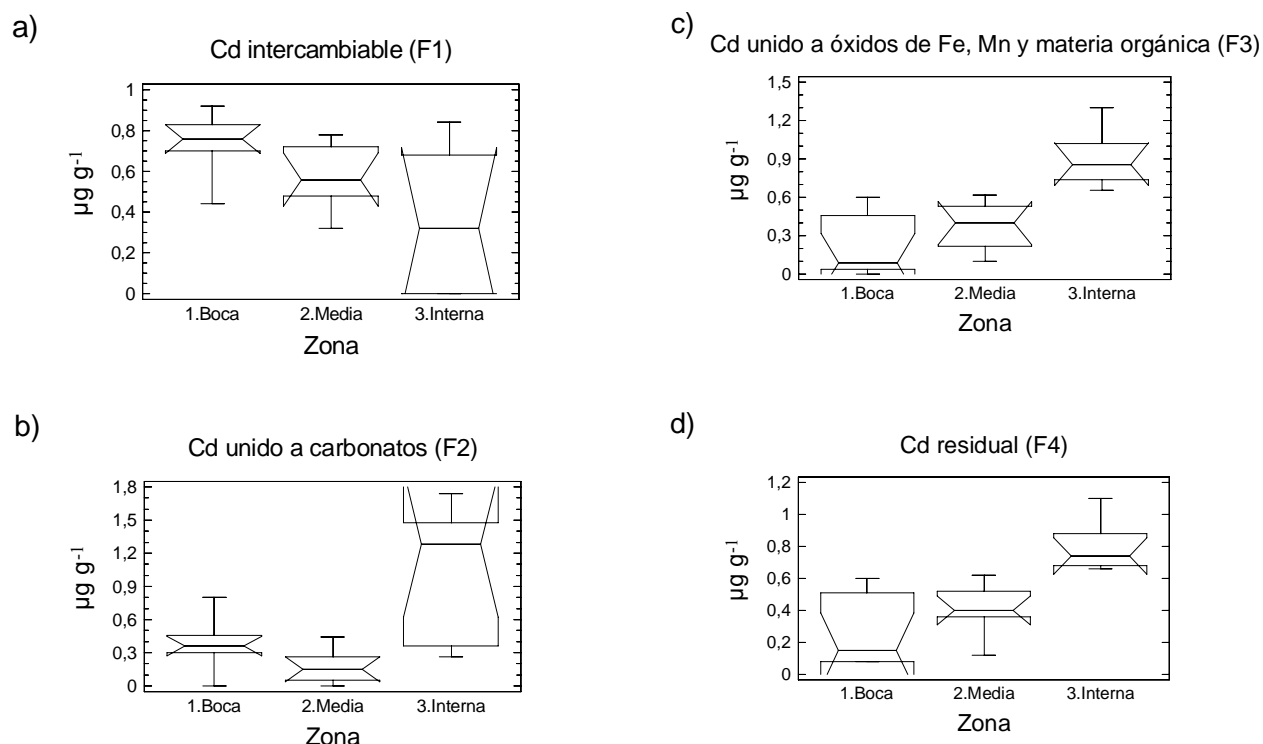 a)
Cd intercambiable (F1)
µg g-1
1
0,8
0,6
0,4
0,2
0
1.Boca 2.Media 3.Interna
Zona
b)
Cd unido a carbonatos (F2)
µg g-1
1,8
1,5
1,2
0,9
0,6
0,3
0
1.Boca 2.Media 3.Interna
Zona
c)
Cd unido a óxidos de Fe, Mn y materia orgánica (F3)
µg g-1
1,5
1,2
0,9
0,6
0,3
0
1.Boca 2.Media 3.Interna
Zona
d)
Cd residual (F4)
µg g-1
1,2
1
0,8
0,6
0,4
0,2
0
1.Boca 2.Media 3.Interna
Zona